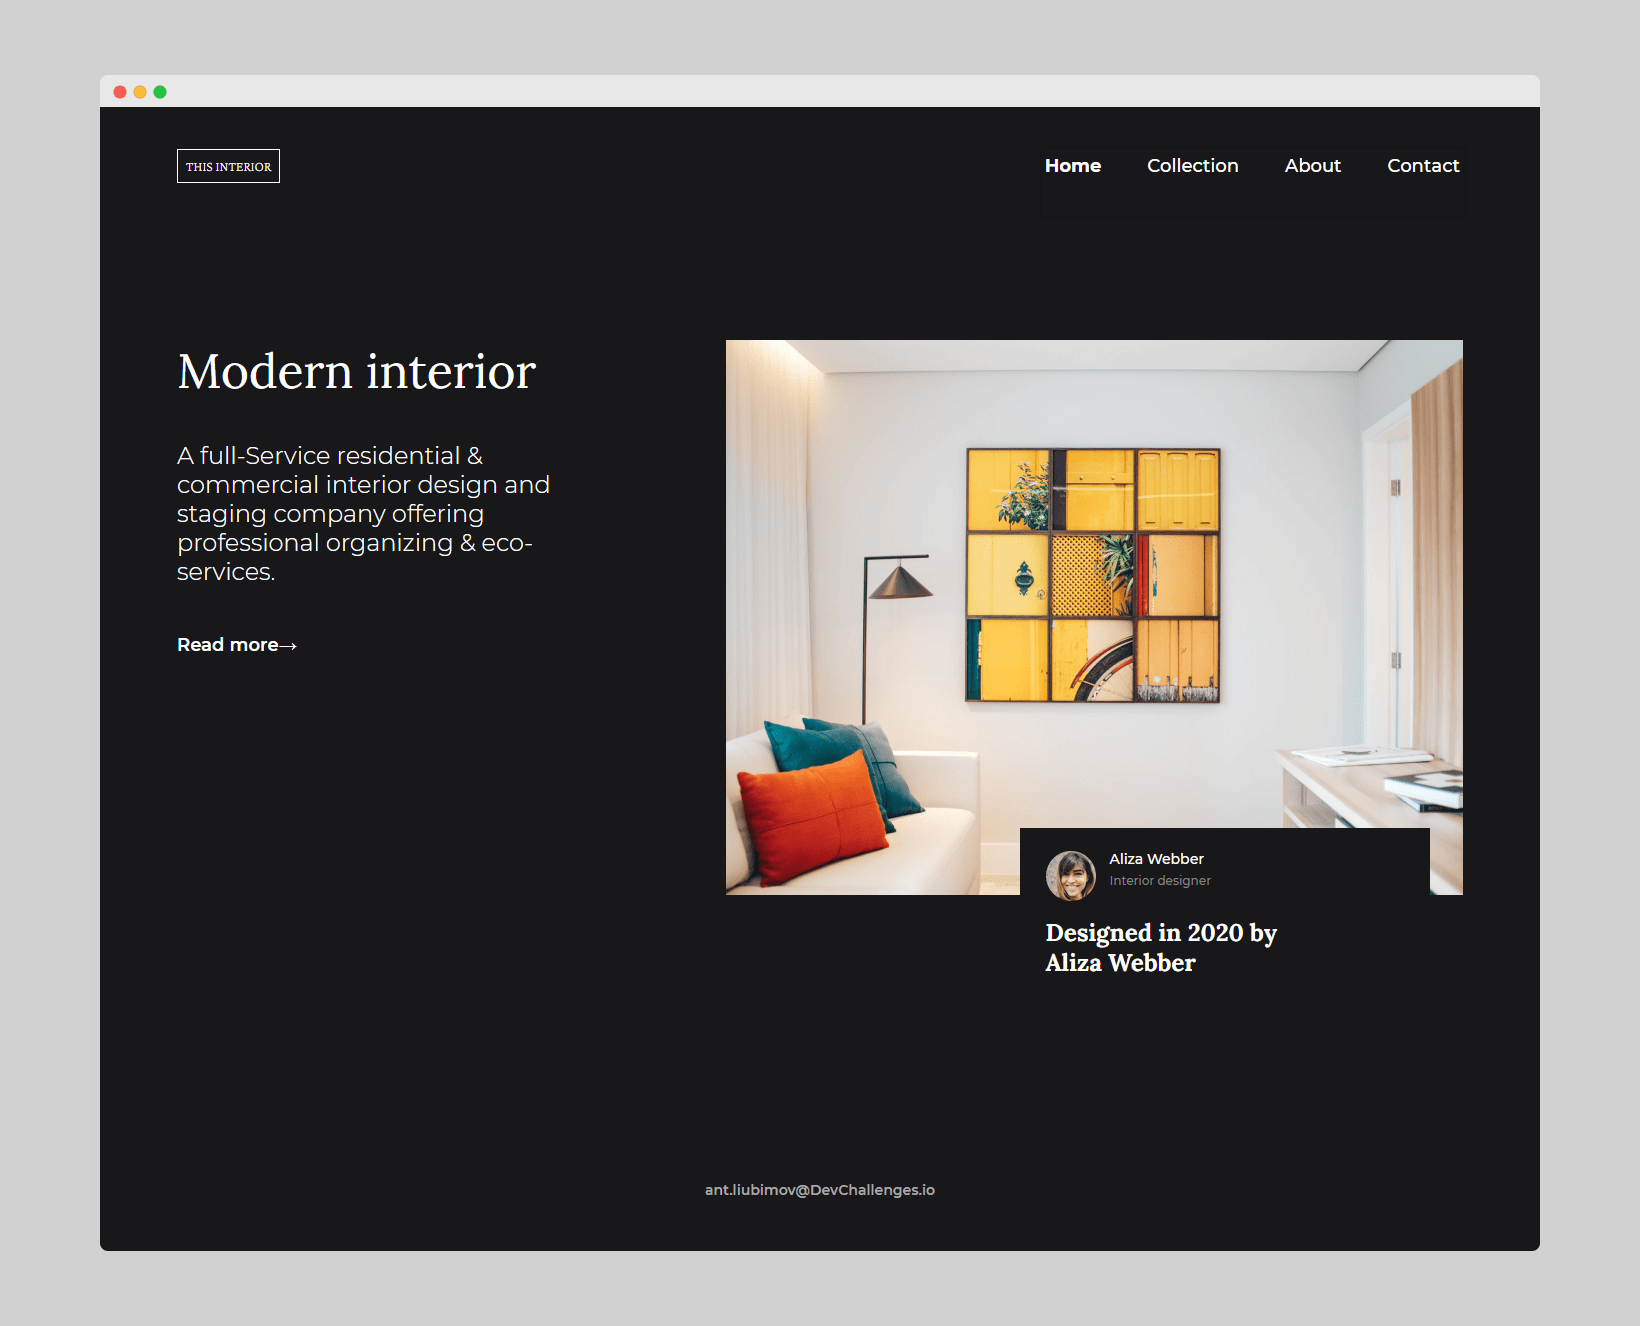 THIS INTERIOR
Home Collection About Contact
Modern interior
A full-Service residential &
commercial interior design and
staging company offering
professional organizing & eco-
services.
Read more→
Aliza Webber
Interior designer
Designed in 2020 by
Aliza Webber
ant.liubimov@DevChallenges.io